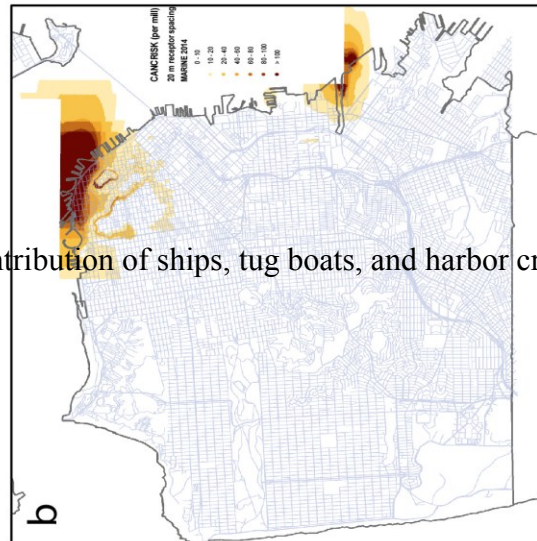 b
CANCRISK (per mill)
20 m receptor spacing
MARINE 2014
0 - 10
10 - 20
20 - 40
40 - 60
60 - 80
80 - 100
> 100
ntribution of ships, tug boats, and harbor cr